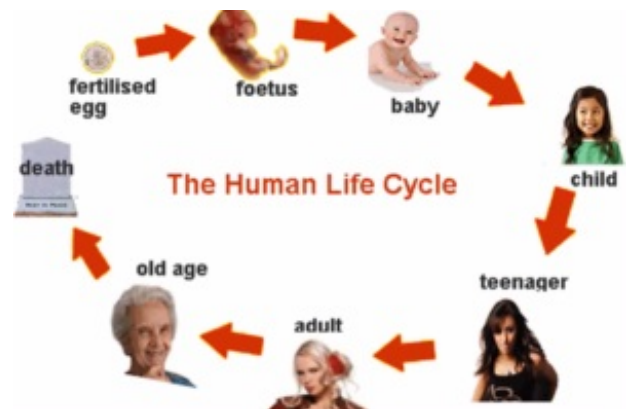 fertilised
egg
foetus
baby
child
teenager
adult
old age
death
The Human Life Cycle